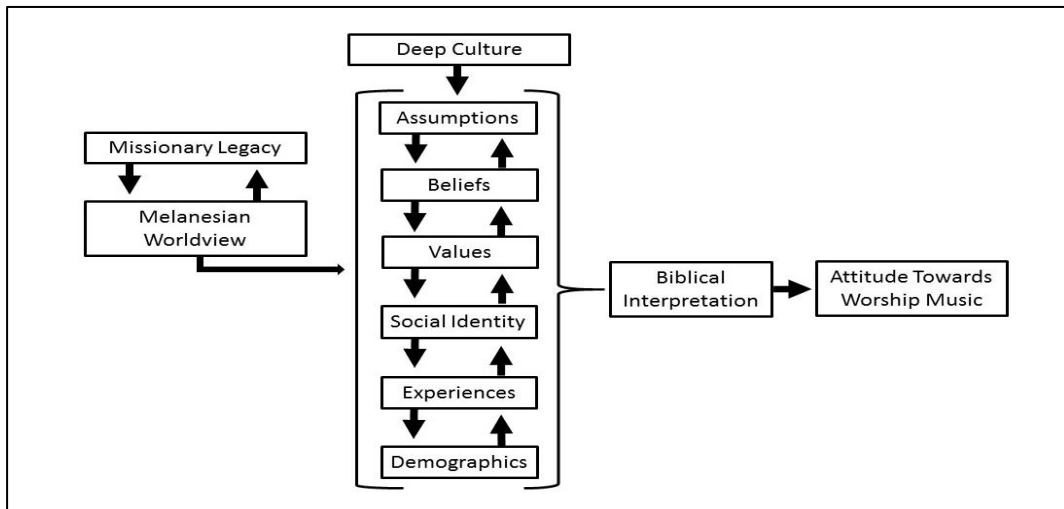 Deep Culture
Assumptions
Missionary Legacy
Beliefs
Melanesian
Worldview
Values
Biblical
Interpretation
Attitude Towards
Worship Music
Social Identity
Experiences
Demographics